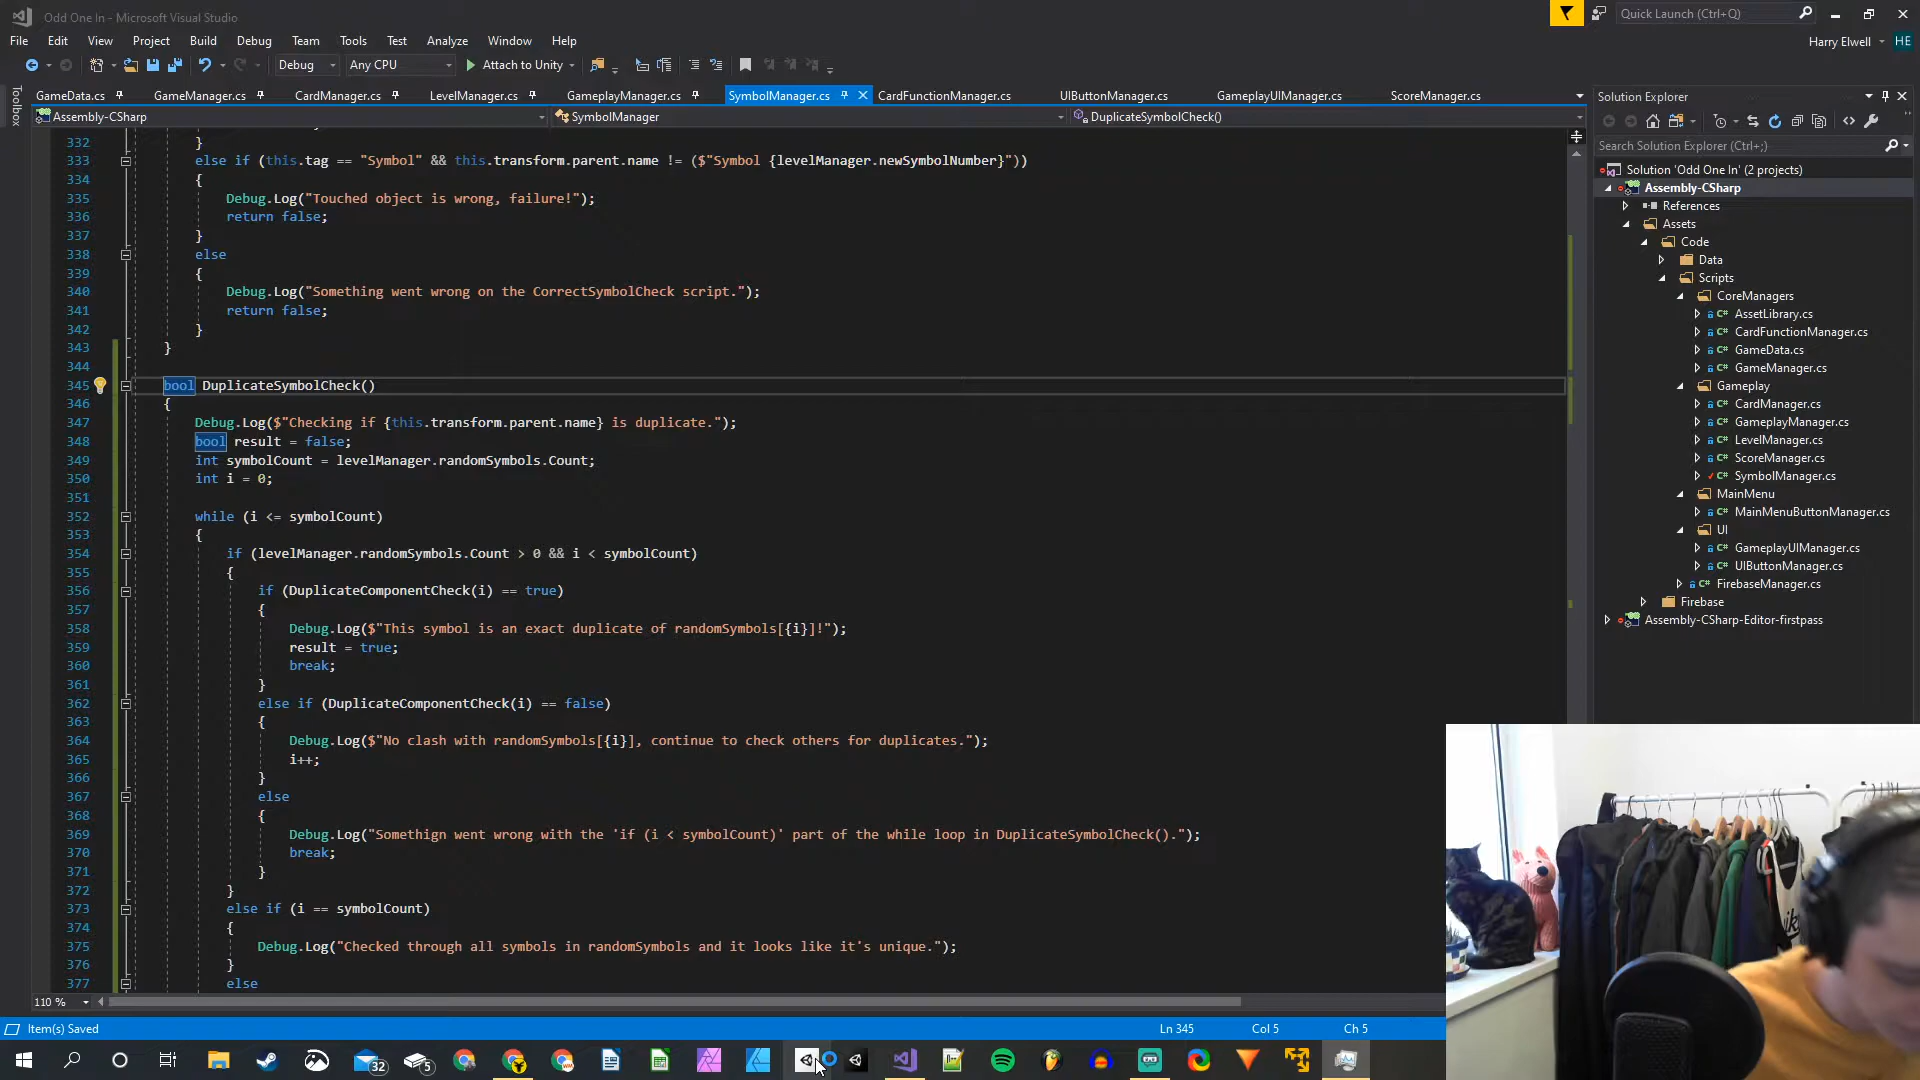 Odd One In - Microsoft Visual Studio
Quick Launch (Ctrl+Q)
File Edit View Project Build Debug Team Tools Test Analyze Window Help
Harry Elwell HE
Debug Any CPU Attach to Unity
Toolbox
GameData.cs GameManager.cs CardManager.cs LevelManager.cs GameplayManager.cs SymbolManager.cs CardFunctionManager.cs UIButtonManager.cs GameplayUIManager.cs ScoreManager.cs
Assembly-CSharp SymbolManager DuplicateSymbolCheck()
332 }
333 else if (this.tag == "Symbol" && this.transform.parent.name != ($"Symbol {levelManager.newSymbolNumber}"))
334 {
335 Debug.Log("Touched object is wrong, failure!");
336 return false;
337 }
338 else
339 {
340 Debug.Log("Something went wrong on the CorrectSymbolCheck script.");
341 return false;
342 }
343 }
344
345 bool DuplicateSymbolCheck()
346 {
347 Debug.Log($"Checking if {this.transform.parent.name} is duplicate.");
348 bool result = false;
349 int symbolCount = levelManager.randomSymbols.Count;
350 int i = 0;
351
352 while (i <= symbolCount)
353 {
354 if (levelManager.randomSymbols.Count > 0 && i < symbolCount)
355 {
356 if (DuplicateComponentCheck(i) == true)
357 {
358 Debug.Log($"This symbol is an exact duplicate of randomSymbols[{i}]!");
359 result = true;
360 break;
361 }
362 else if (DuplicateComponentCheck(i) == false)
363 {
364 Debug.Log($"No clash with randomSymbols[{i}], continue to check others for duplicates.");
365 i++;
366 }
367 else
368 {
369 Debug.Log("Somethign went wrong with the 'if (i < symbolCount)' part of the while loop in DuplicateSymbolCheck().");
370 break;
371 }
372 }
373 else if (i == symbolCount)
374 {
375 Debug.Log("Checked through all symbols in randomSymbols and it looks like it's unique.");
376 }
377 else
110 %
Item(s) Saved Ln 345 Col 5 Ch 5
Solution Explorer
Search Solution Explorer (Ctrl+;)
Solution 'Odd One In' (2 projects)
Assembly-CSharp
References
Assets
Code
Data
Scripts
CoreManagers
C# AssetLibrary.cs
C# CardFunctionManager.cs
C# GameData.cs
C# GameManager.cs
Gameplay
C# CardManager.cs
C# GameplayManager.cs
C# LevelManager.cs
C# ScoreManager.cs
C# SymbolManager.cs
MainMenu
C# MainMenuButtonManager.cs
UI
C# GameplayUIManager.cs
C# UIButtonManager.cs
C# FirebaseManager.cs
Firebase
Assembly-CSharp-Editor-firstpass
32
5